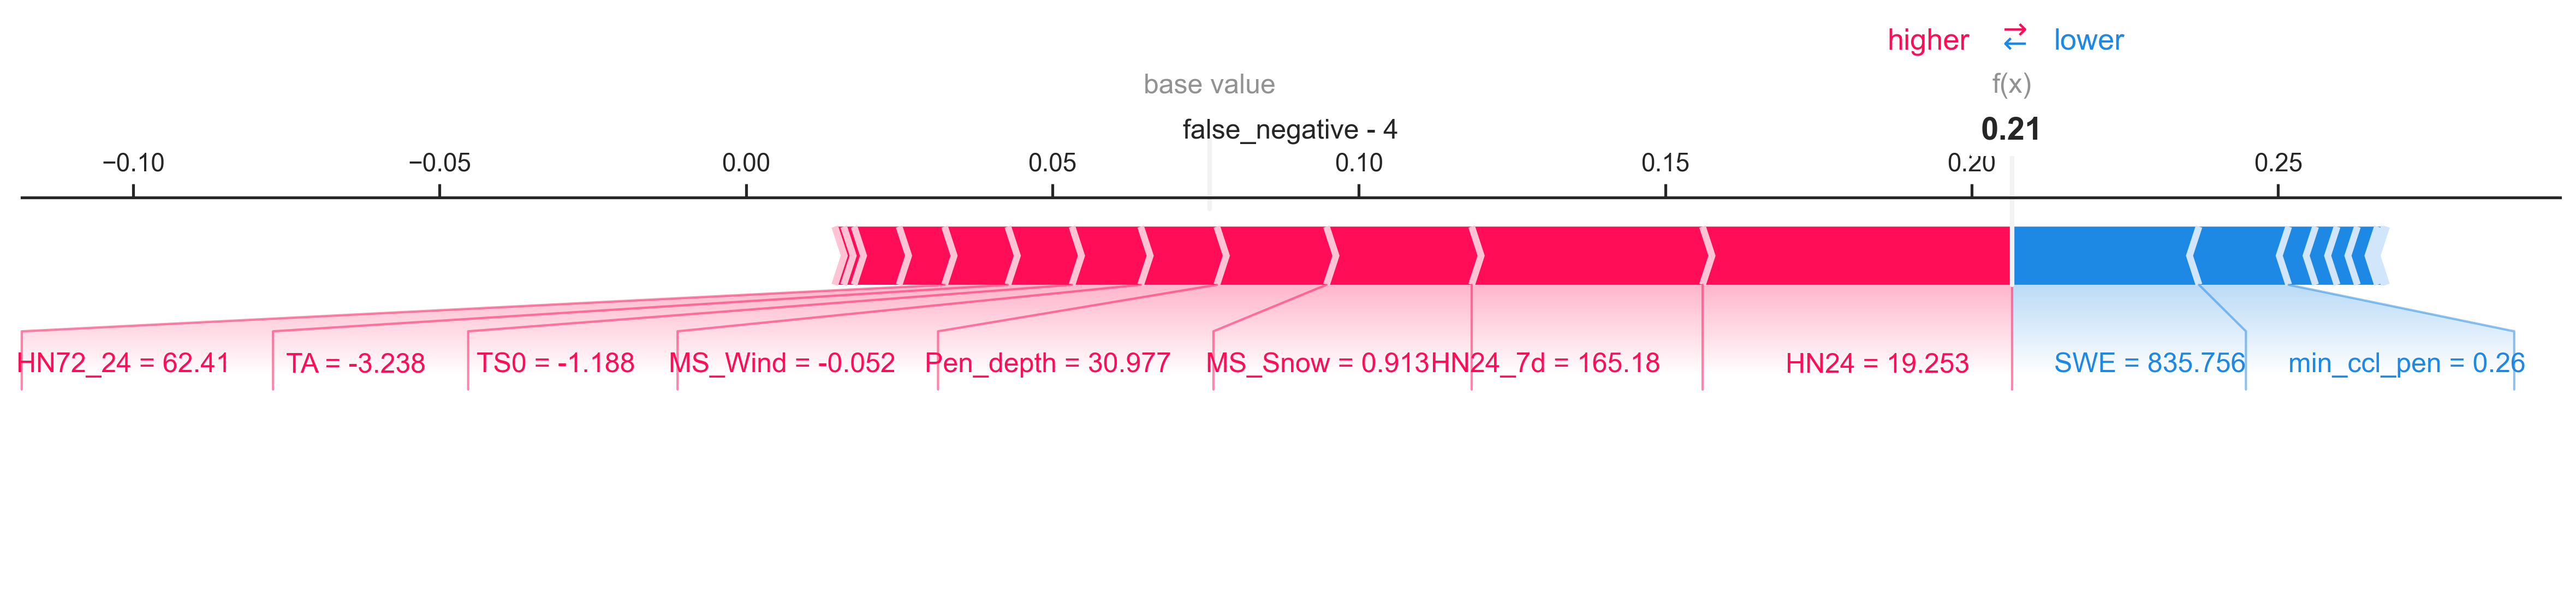 higher ⇄ lower
base value f(x)
false_negative - 4 0.21
−0.10 −0.05 0.00 0.05 0.10 0.15 0.20 0.25
HN72_24 = 62.41 TA = -3.238 TS0 = -1.188 MS_Wind = -0.052 Pen_depth = 30.977 MS_Snow = 0.913 HN24_7d = 165.18 HN24 = 19.253 SWE = 835.756 min_ccl_pen = 0.26